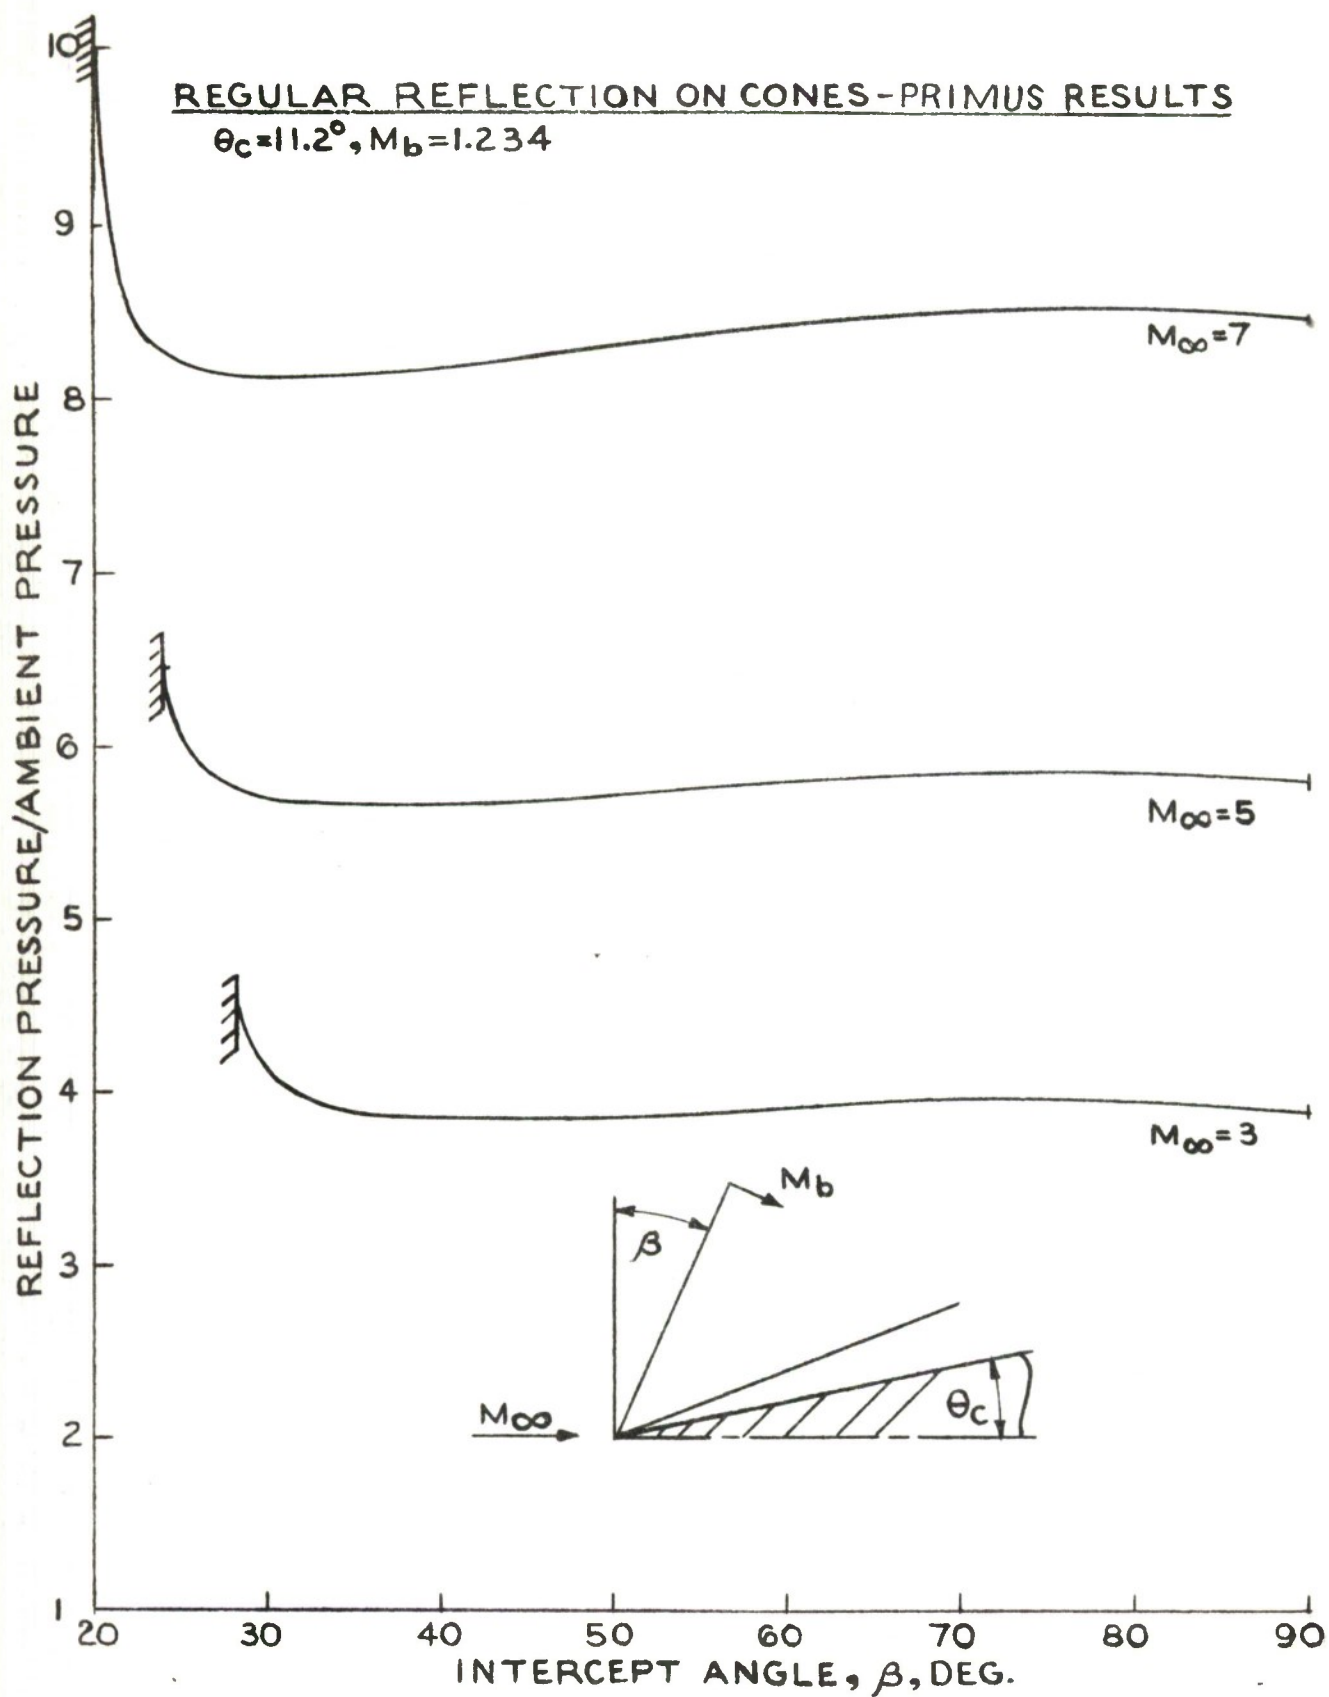 REGULAR REFLECTION ON CONES-PRIMUS RESULTS
θc=11.2°, Mb=1.234
REFLECTION PRESSURE/AMBIENT PRESSURE
10
9
8
7
6
5
4
3
2
1
M∞=7
M∞=5
M∞=3
Mb
β
M∞
θc
20 30 40 50 60 70 80 90
INTERCEPT ANGLE, β, DEG.